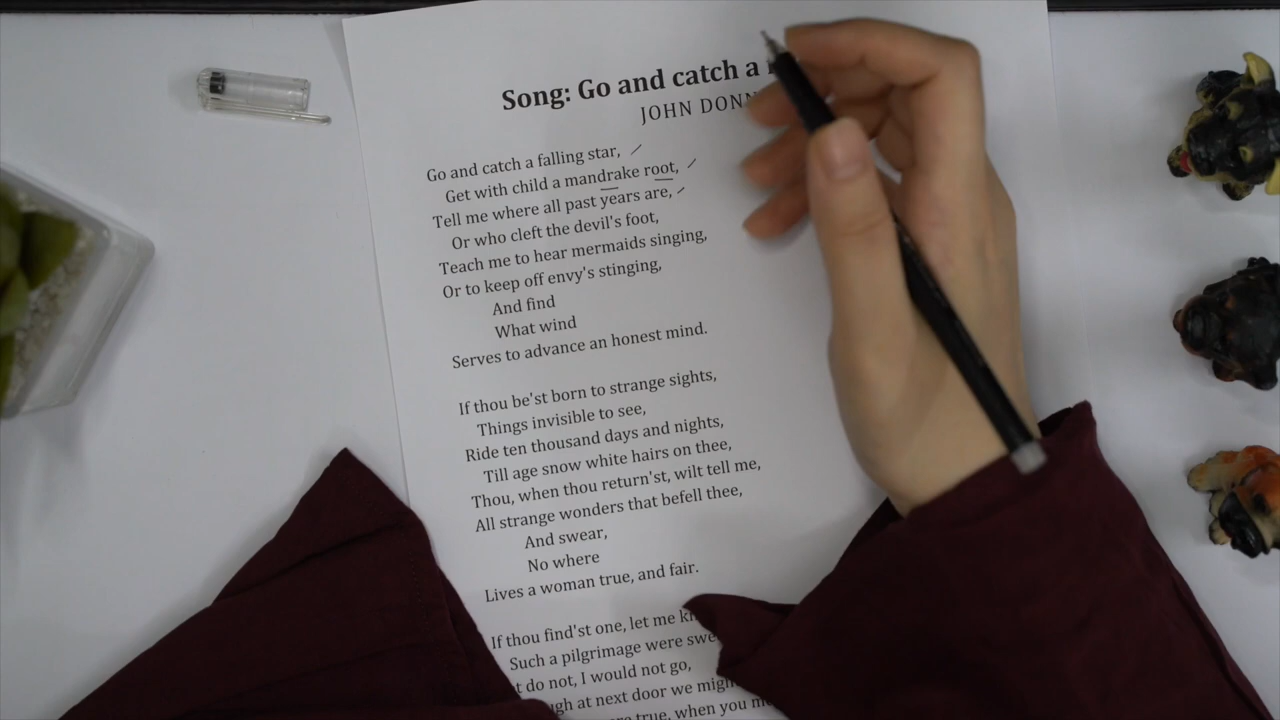 Song: Go and catch a
JOHN DONN
Go and catch a falling star,
Get with child a mandrake root,
Tell me where all past years are,
Or who cleft the devil's foot,
Teach me to hear mermaids singing,
Or to keep off envy's stinging,
And find
What wind
Serves to advance an honest mind.
If thou be'st born to strange sights,
Things invisible to see,
Ride ten thousand days and nights,
Till age snow white hairs on thee,
Thou, when thou return'st, wilt tell me,
All strange wonders that befell thee,
And swear,
No where
Lives a woman true, and fair.
If thou find'st one, let me
Such a pilgrimage were
do not, I would not go,
at next door we
true, when you